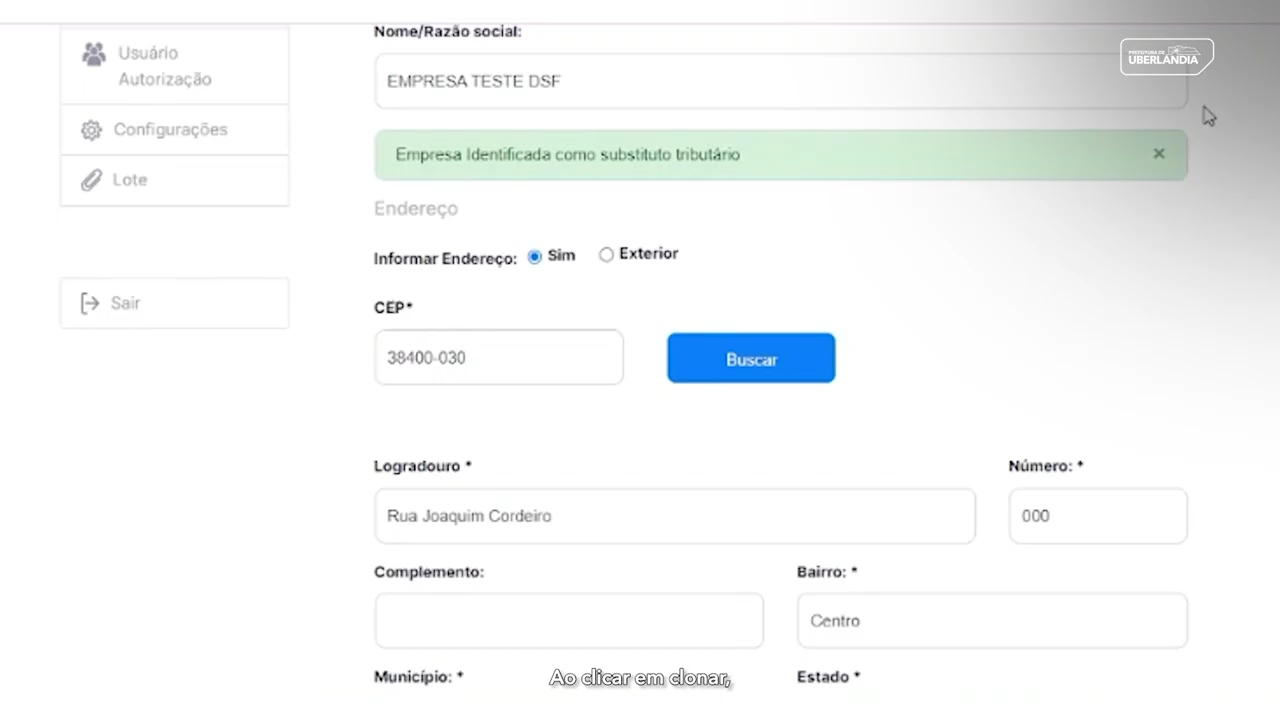 Usuário
Autorização
Configurações
Lote
Sair
Nome/Razão social:
EMPRESA TESTE DSF
PREFEITURA DE
UBERLÂNDIA
Empresa Identificada como substituto tributário
Endereço
Informar Endereço: Sim Exterior
CEP*
38400-030
Buscar
Logradouro * Número: *
Rua Joaquim Cordeiro 000
Complemento: Bairro: *
Centro
Município: * Estado *
Ao clicar em clonar,